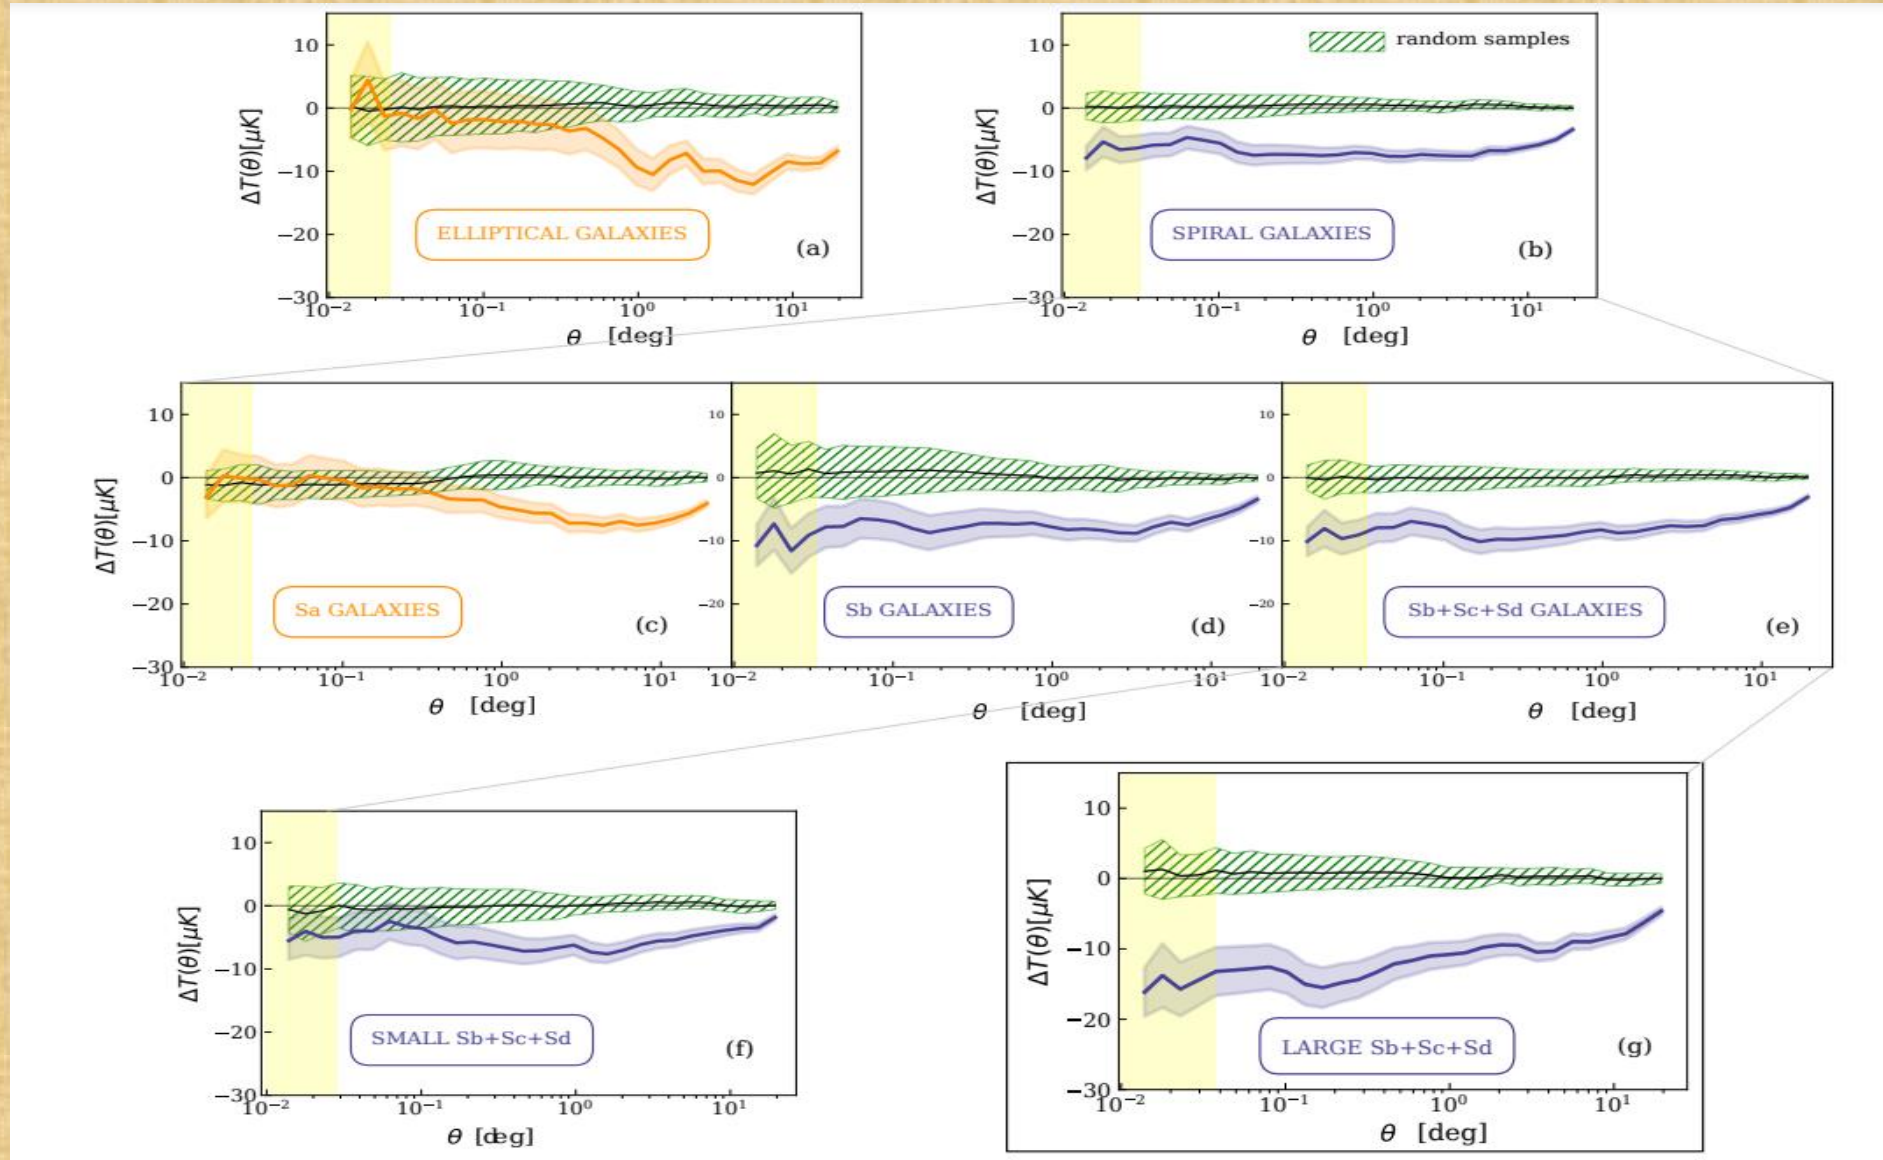 10
0
−10
−20
−30
ΔT(θ)[μK]
ELLIPTICAL GALAXIES
(a)
10⁻² 10⁻¹ 10⁰ 10¹
θ [deg]
10
0
−10
−20
−30
ΔT(θ)[μK]
random samples
SPIRAL GALAXIES
(b)
10⁻² 10⁻¹ 10⁰ 10¹
θ [deg]
10
0
−10
−20
−30
ΔT(θ)[μK]
Sa GALAXIES
(c)
10⁻² 10⁻¹ 10⁰ 10¹
θ [deg]
10
0
−10
−20
Sb GALAXIES
(d)
10⁻² 10⁻¹ 10⁰ 10¹
θ [deg]
10
0
−10
−20
Sb+Sc+Sd GALAXIES
(e)
10⁻² 10⁻¹ 10⁰ 10¹
θ [deg]
10
0
−10
−20
−30
ΔT(θ)[μK]
SMALL Sb+Sc+Sd
(f)
10⁻² 10⁻¹ 10⁰ 10¹
θ [deg]
10
0
−10
−20
−30
ΔT(θ)[μK]
LARGE Sb+Sc+Sd
(g)
10⁻² 10⁻¹ 10⁰ 10¹
θ [deg]